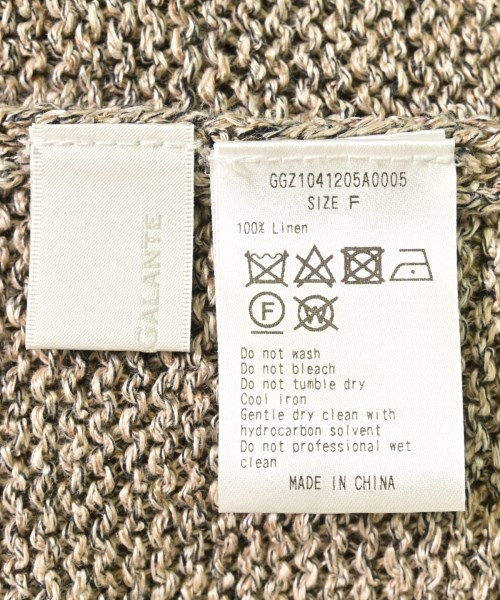 GALANTE
GGZ1041205A0005
SIZE F
100% Linen
F W
Do not wash
Do not bleach
Do not tumble dry
Cool iron
Gentle dry clean with
hydrocarbon solvent
Do not professional wet
clean
MADE IN CHINA